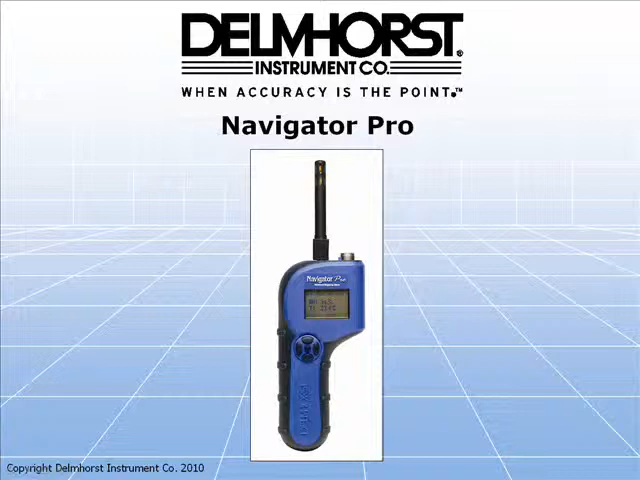 DELMHORST®
INSTRUMENT CO.
WHEN ACCURACY IS THE POINT.™
Navigator Pro
Navigator Pro
Copyright Delmhorst Instrument Co. 2010